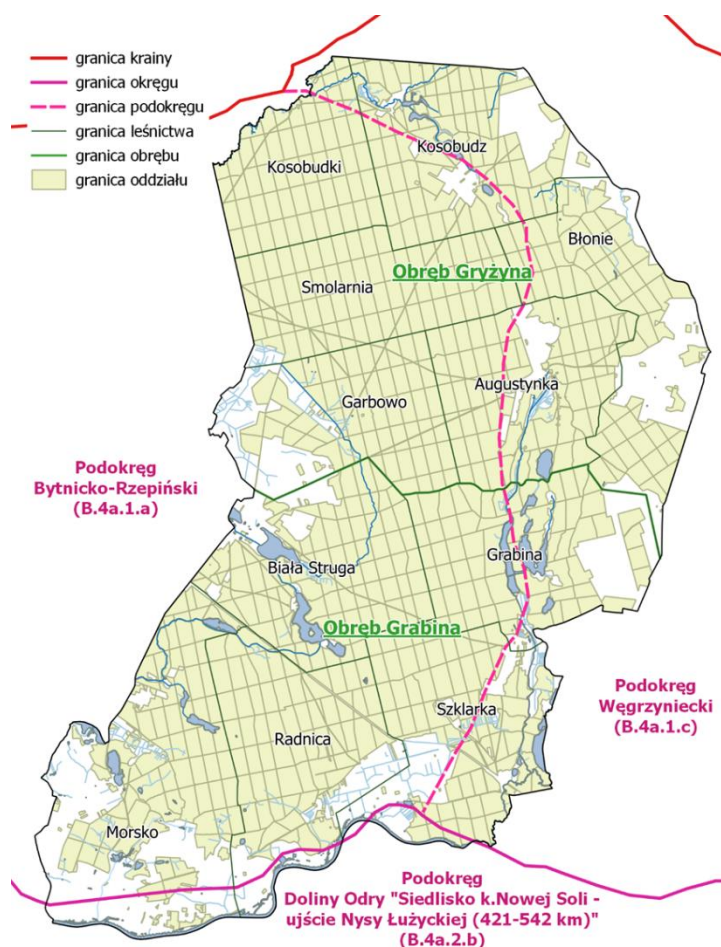 granica krainy
granica okręgu
granica podokręgu
granica leśnictwa
granica obrębu
granica oddziału
Kosobudz
Kosobudki
Błonie
Obręb Gryżyna
Smolarnia
Augustynka
Garbowo
Podokręg
Bytnicko-Rzepiński
(B.4a.1.a)
Grabina
Biała Struga
Obręb Grabina
Podokręg
Węgrzyniecki
(B.4a.1.c)
Szklarka
Radnica
Morsko
Podokręg
Doliny Odry "Siedlisko k.Nowej Soli -
ujście Nysy Łużyckiej (421-542 km)"
(B.4a.2.b)